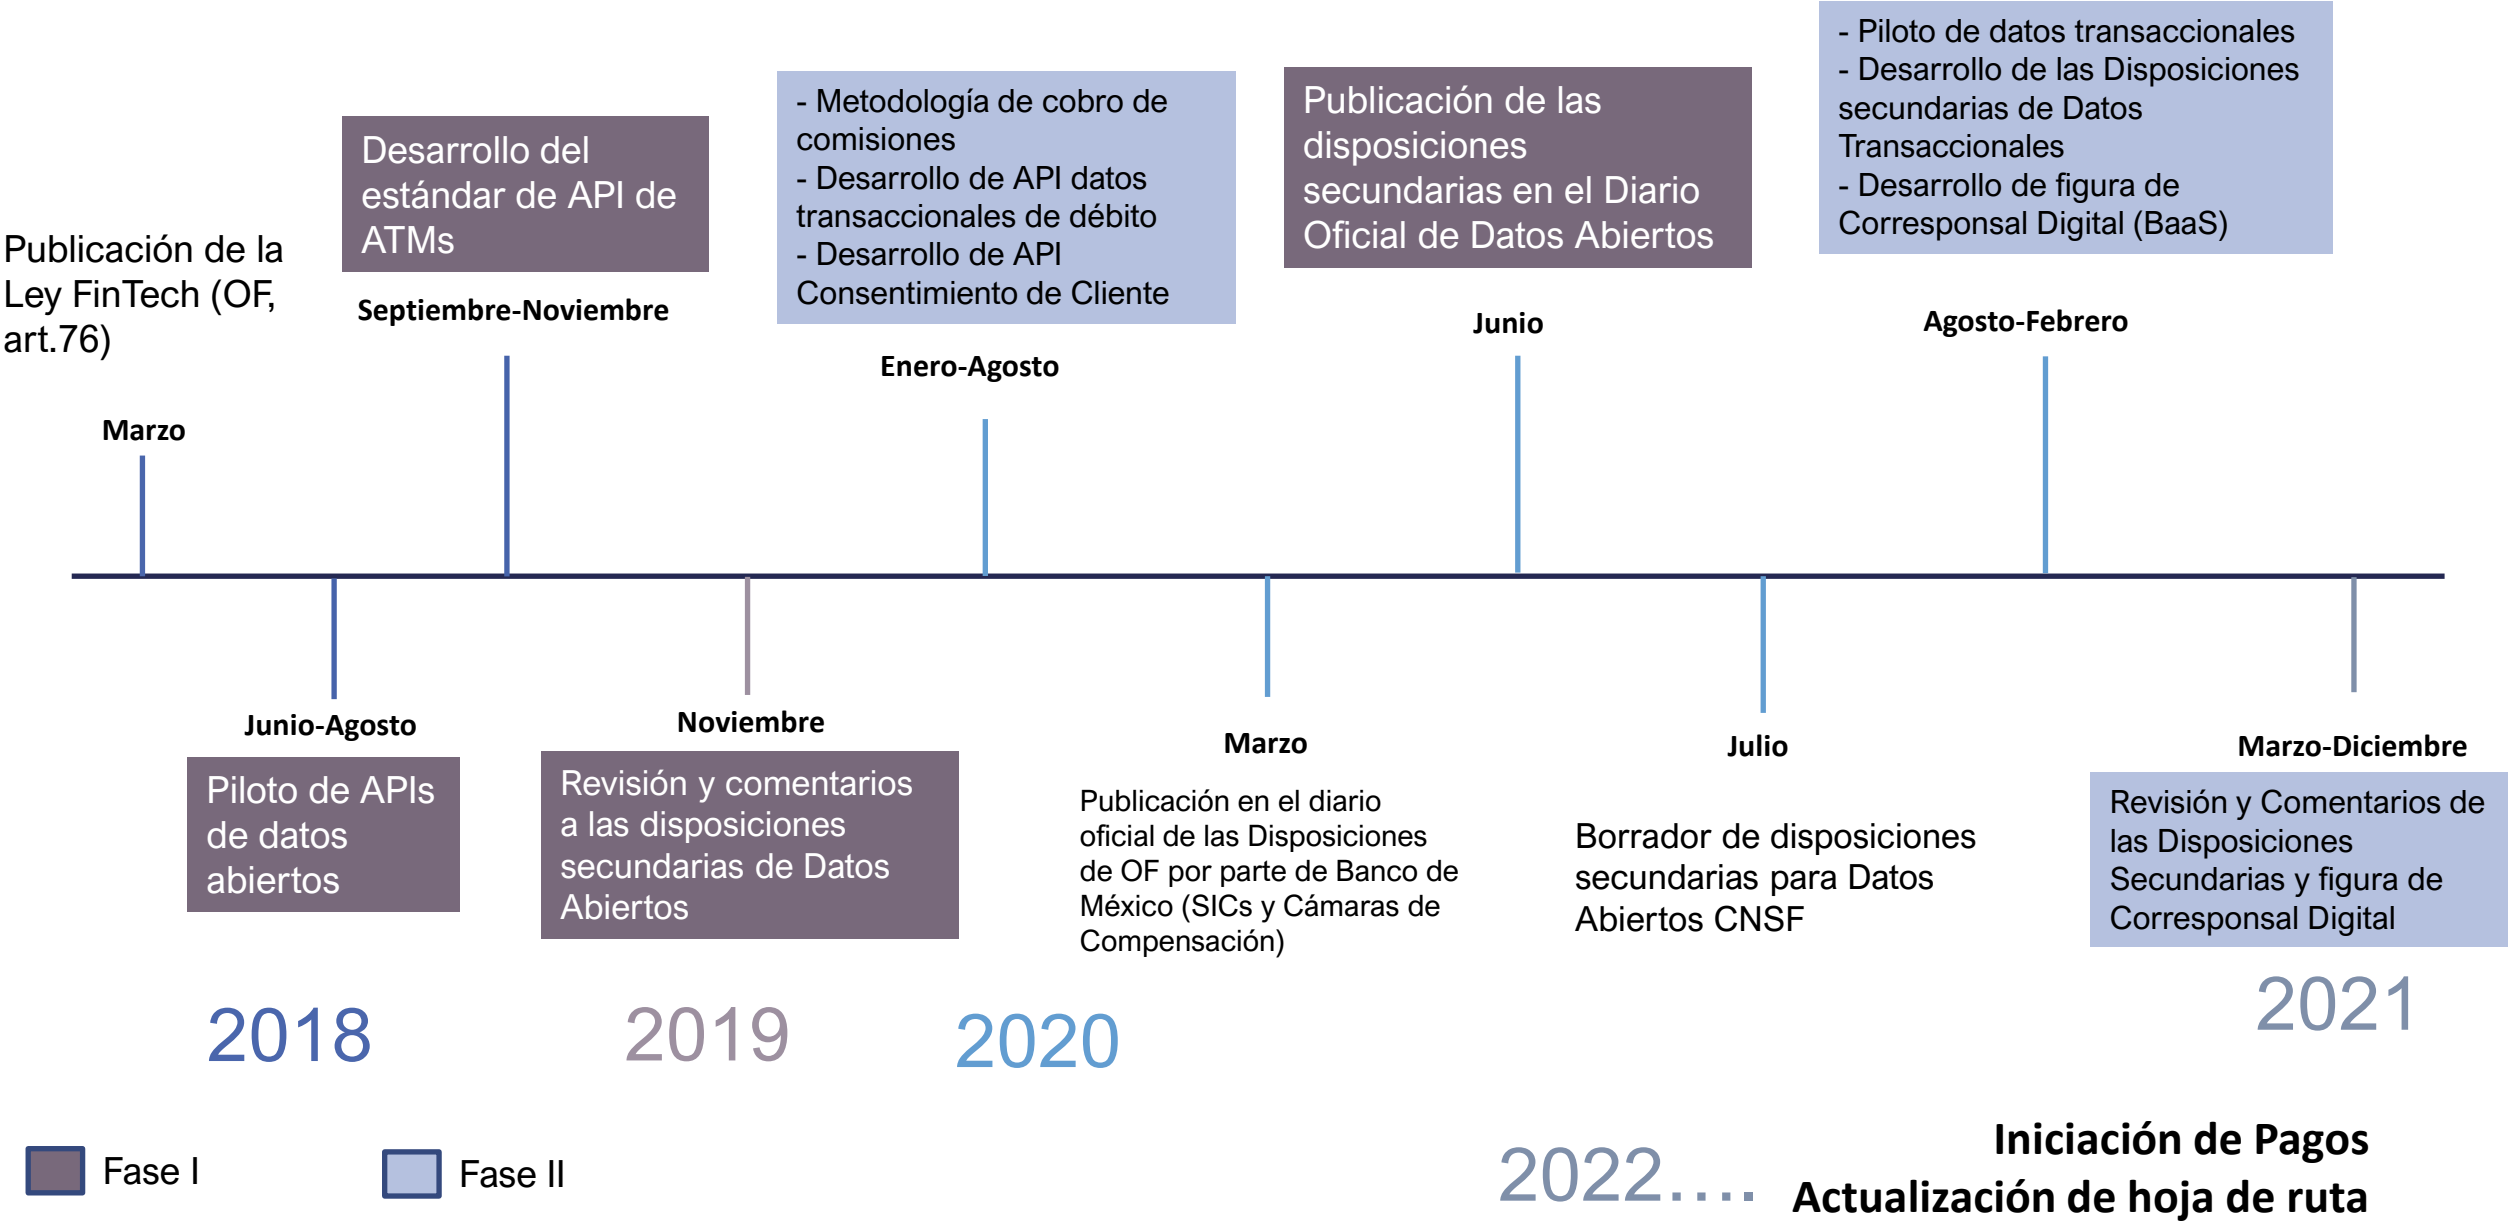 Publicación de la
Ley FinTech (OF,
art.76)
Marzo
Desarrollo del
estándar de API de
ATMs
Septiembre-Noviembre
- Metodología de cobro de
comisiones
- Desarrollo de API datos
transaccionales de débito
- Desarrollo de API
Consentimiento de Cliente
Enero-Agosto
Publicación de las
disposiciones
secundarias en el Diario
Oficial de Datos Abiertos
Junio
- Piloto de datos transaccionales
- Desarrollo de las Disposiciones
secundarias de Datos
Transaccionales
- Desarrollo de figura de
Corresponsal Digital (BaaS)
Agosto-Febrero
Junio-Agosto
Piloto de APIs
de datos
abiertos
Noviembre
Revisión y comentarios
a las disposiciones
secundarias de Datos
Abiertos
Marzo
Publicación en el diario
oficial de las Disposiciones
de OF por parte de Banco de
México (SICs y Cámaras de
Compensación)
Julio
Borrador de disposiciones
secundarias para Datos
Abiertos CNSF
Marzo-Diciembre
Revisión y Comentarios de
las Disposiciones
Secundarias y figura de
Corresponsal Digital
2018
2019
2020
2021
Fase I
Fase II
2022....
Iniciación de Pagos
Actualización de hoja de ruta